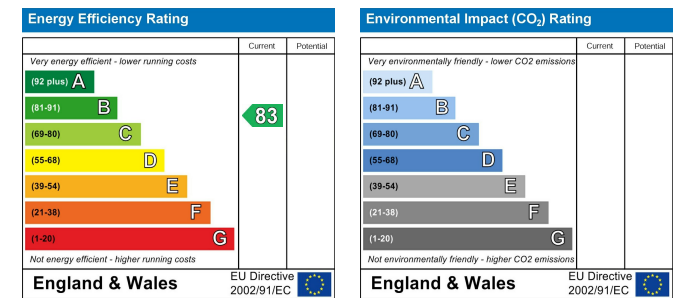 Energy Efficiency Rating
Current Potential
Very energy efficient - lower running costs
(92 plus) A
(81-91) B
83
(69-80) C
(55-68) D
(39-54) E
(21-38) F
(1-20) G
Not energy efficient - higher running costs
England & Wales
EU Directive
2002/91/EC
Environmental Impact (CO2) Rating
Current Potential
Very environmentally friendly - lower CO2 emissions
(92 plus) A
(81-91) B
(69-80) C
(55-68) D
(39-54) E
(21-38) F
(1-20) G
Not environmentally friendly - higher CO2 emissions
England & Wales
EU Directive
2002/91/EC